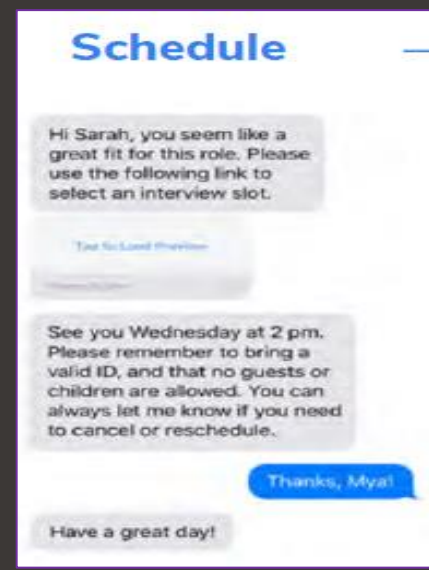 Schedule
Hi Sarah, you seem like a
great fit for this role. Please
use the following link to
select an interview slot.
Tap to Load Preview
See you Wednesday at 2 pm.
Please remember to bring a
valid ID, and that no guests or
children are allowed. You can
always let me know if you need
to cancel or reschedule.
Thanks, Mya!
Have a great day!